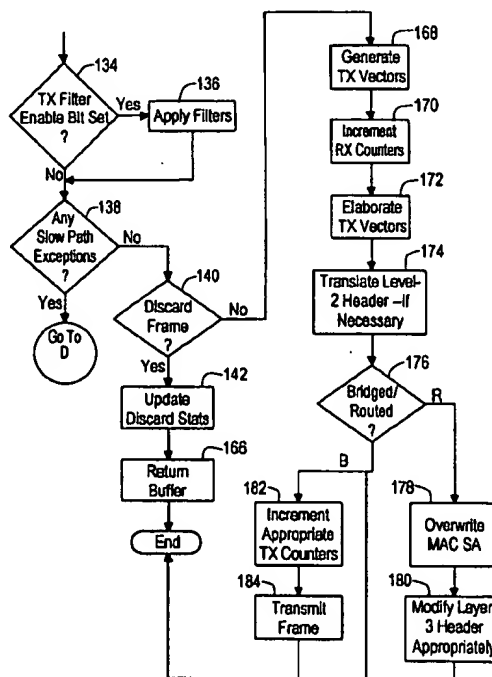 134
TX Filter
Enable Bit Set
?
Yes
136
Apply Filters
No
138
Any
Slow Path
Exceptions
?
No
Yes
Go To
D
140
Discard
Frame
?
No
Yes
142
Update
Discard Stats
166
Return
Buffer
End
168
Generate
TX Vectors
170
Increment
RX Counters
172
Elaborate
TX Vectors
174
Translate Level-
2 Header –If
Necessary
176
Bridged/
Routed
?
R
B
182
Increment
Appropriate
TX Counters
184
Transmit
Frame
178
Overwrite
MAC SA
180
Modify Layer
3 Header
Appropriately